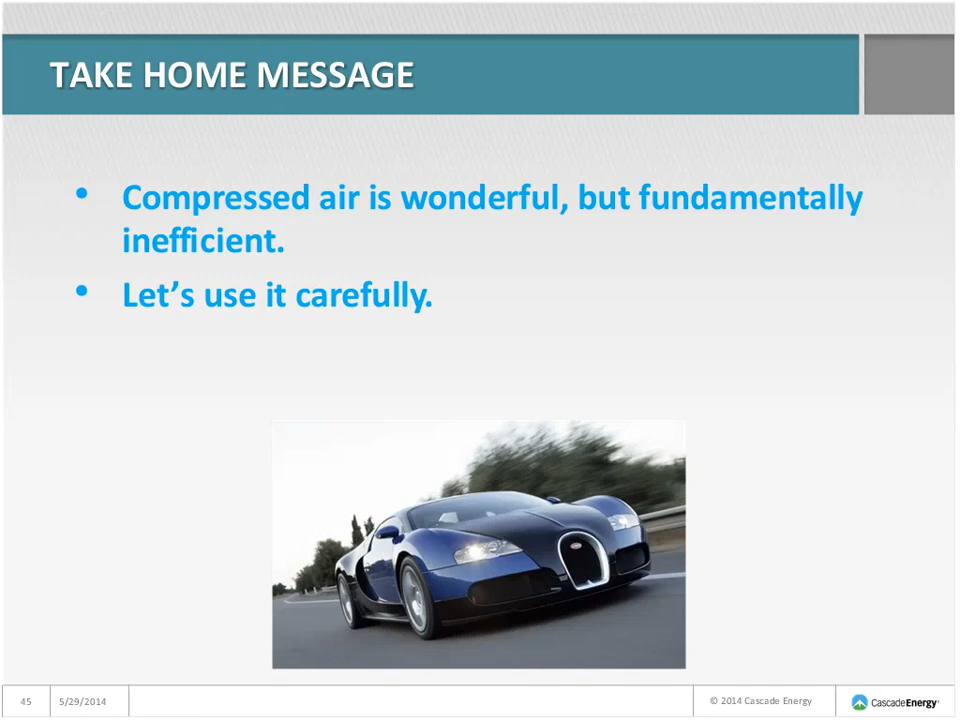 TAKE HOME MESSAGE
• Compressed air is wonderful, but fundamentally
inefficient.
• Let’s use it carefully.
45 5/29/2014 © 2014 Cascade Energy CascadeEnergy